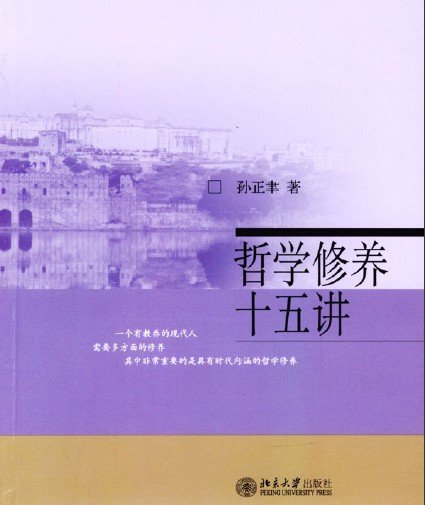 □ 孙正聿 著
哲学修养
十五讲
一个有教养的现代人
需要多方面的修养
其中非常重要的是具有时代内涵的哲学修养
北京大学出版社
PEKING UNIVERSITY PRESS